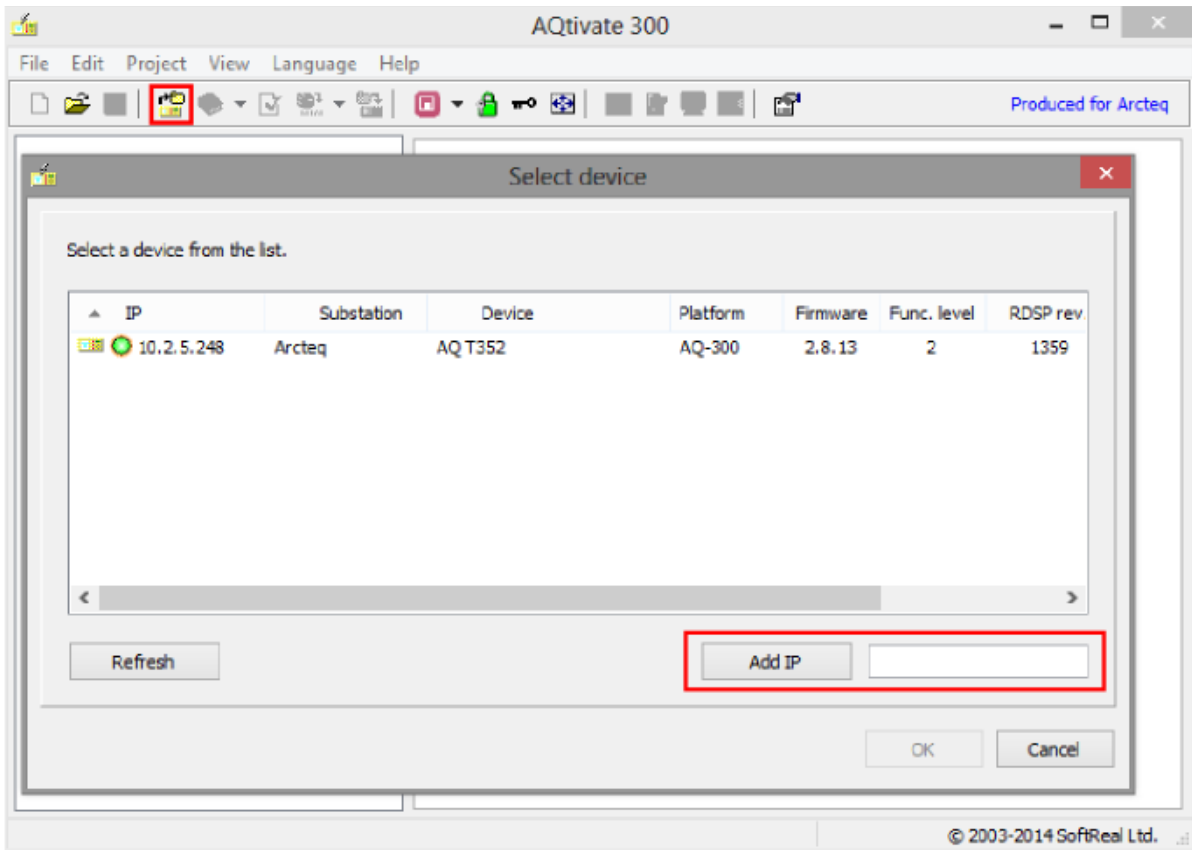 AQtivate 300
File Edit Project View Language Help
Produced for Arcteq
Select device
Select a device from the list.
IP Substation Device Platform Firmware Func. level RDSP rev
10.2.5.248 Arcteq AQ T352 AQ-300 2.8.13 2 1359
Refresh Add IP
OK Cancel
© 2003-2014 SoftReal Ltd.